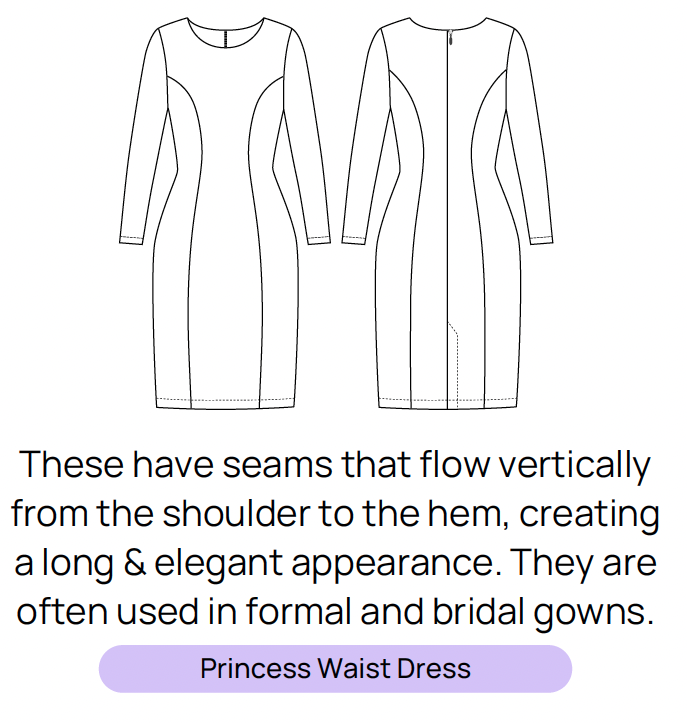 These have seams that flow vertically
from the shoulder to the hem, creating
a long & elegant appearance. They are
often used in formal and bridal gowns.
Princess Waist Dress